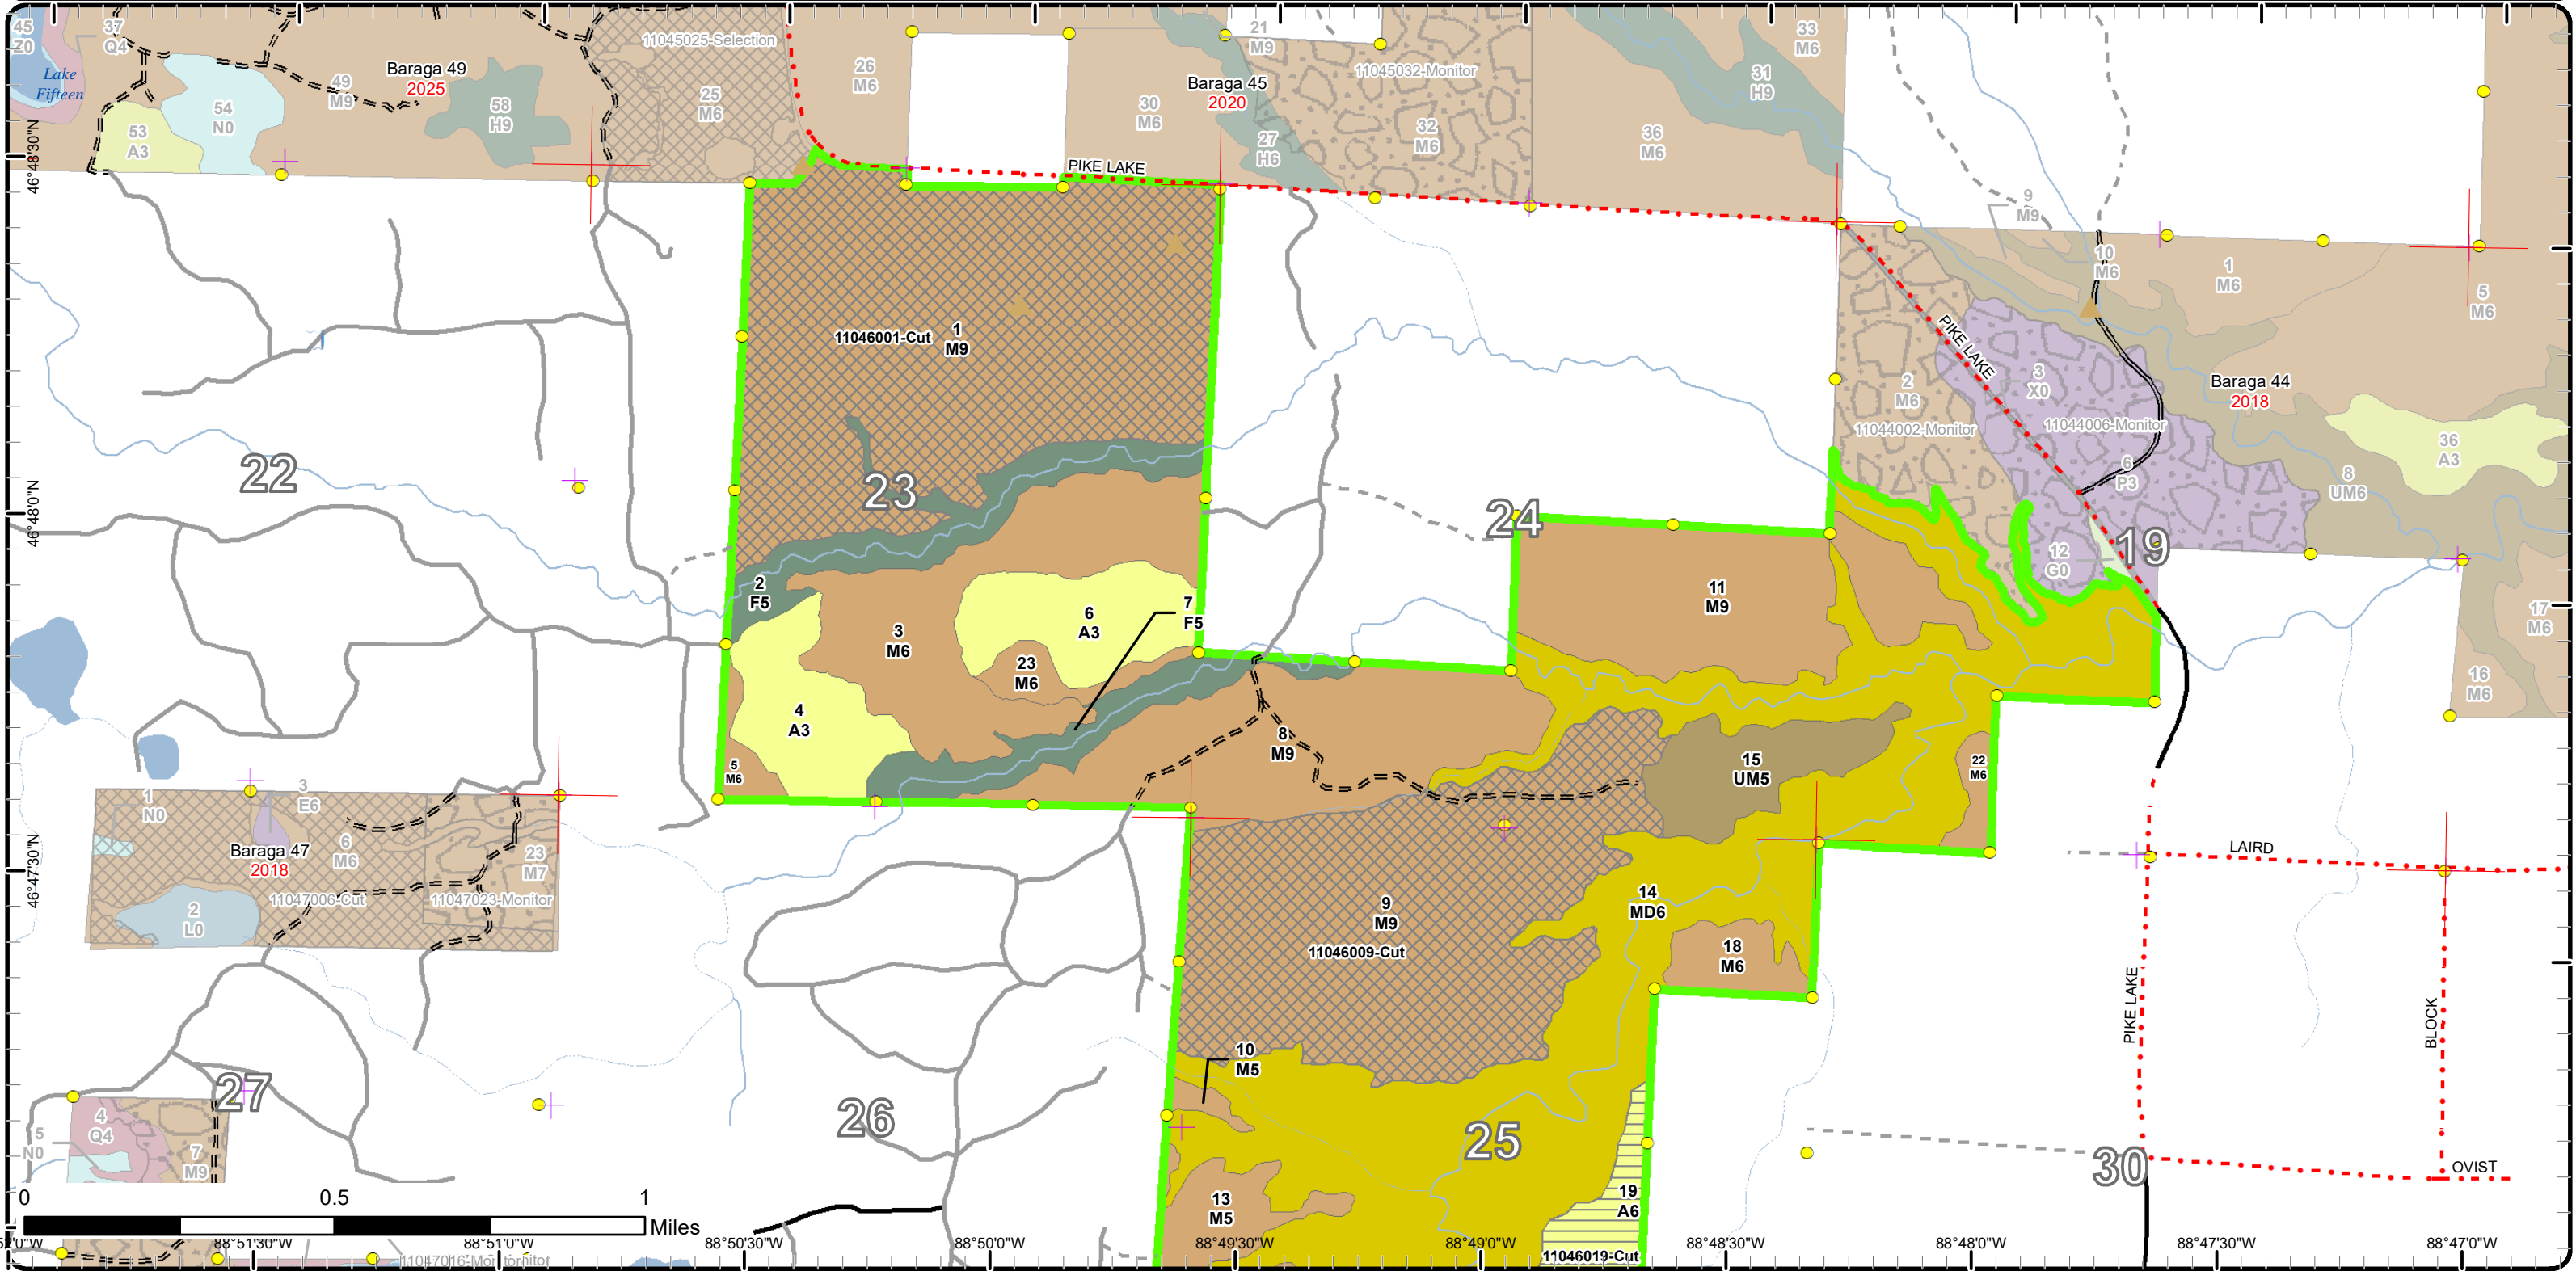 45
Z0
37
Q4
Lake
Fifteen
49
M9
54
N0
53
A3
Baraga 49
2025
58
H9
11045025-Selection
25
M6
26
M6
30
M6
Baraga 45
2020
21
M9
27
H6
11045032-Monitor
32
M6
36
M6
31
H9
33
M6
PIKE LAKE
9
M9
10
M6
1
M6
5
M6
PIKE LAKE
3
X0
2
M6
11044002-Monitor
11044006-Monitor
6
P3
Baraga 44
2018
36
A3
8
UM6
12
G0
19
17
M6
16
M6
11046001-Cut
1
M9
22
23
24
2
F5
3
M6
6
A3
7
F5
23
M6
4
A3
5
M6
8
M9
11
M9
15
UM5
22
M6
1
N0
3
E6
Baraga 47
2018
6
M6
23
M7
2
L0
11047006-Cut
11047023-Monitor
9
M9
11046009-Cut
14
MD6
18
M6
LAIRD
PIKE LAKE
BLOCK
OVIST
10
M5
13
M5
19
A6
11046019-Cut
25
26
27
30
4
Q4
5
N0
7
M9
0
0.5
1
Miles
46°48'30"N
46°48'0"N
46°47'30"N
52'0"W
88°51'30"W
88°51'0"W
88°50'30"W
88°50'0"W
88°49'30"W
88°49'0"W
88°48'30"W
88°48'0"W
88°47'30"W
88°47'0"W
11047016-Monitor